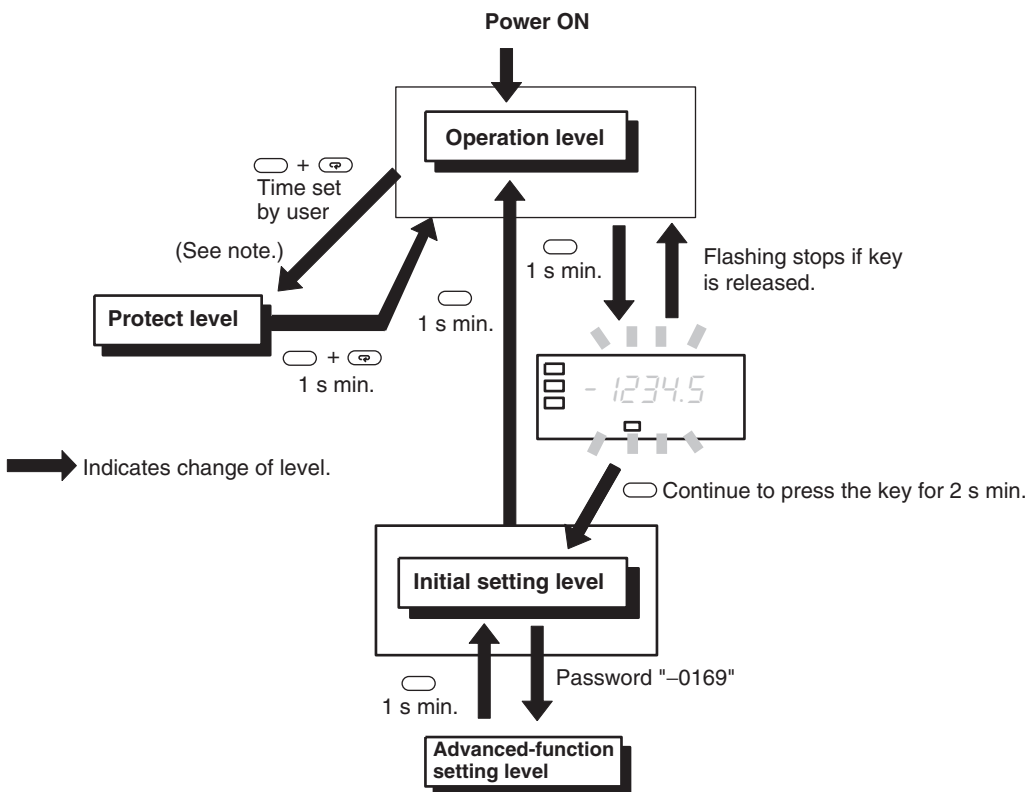 Power ON
Operation level
+
Time set
by user
(See note.)
1 s min.
Flashing stops if key
is released.
Protect level
1 s min.
+
1 s min.
-1234.5
Indicates change of level.
Continue to press the key for 2 s min.
Initial setting level
Password "–0169"
1 s min.
Advanced-function
setting level